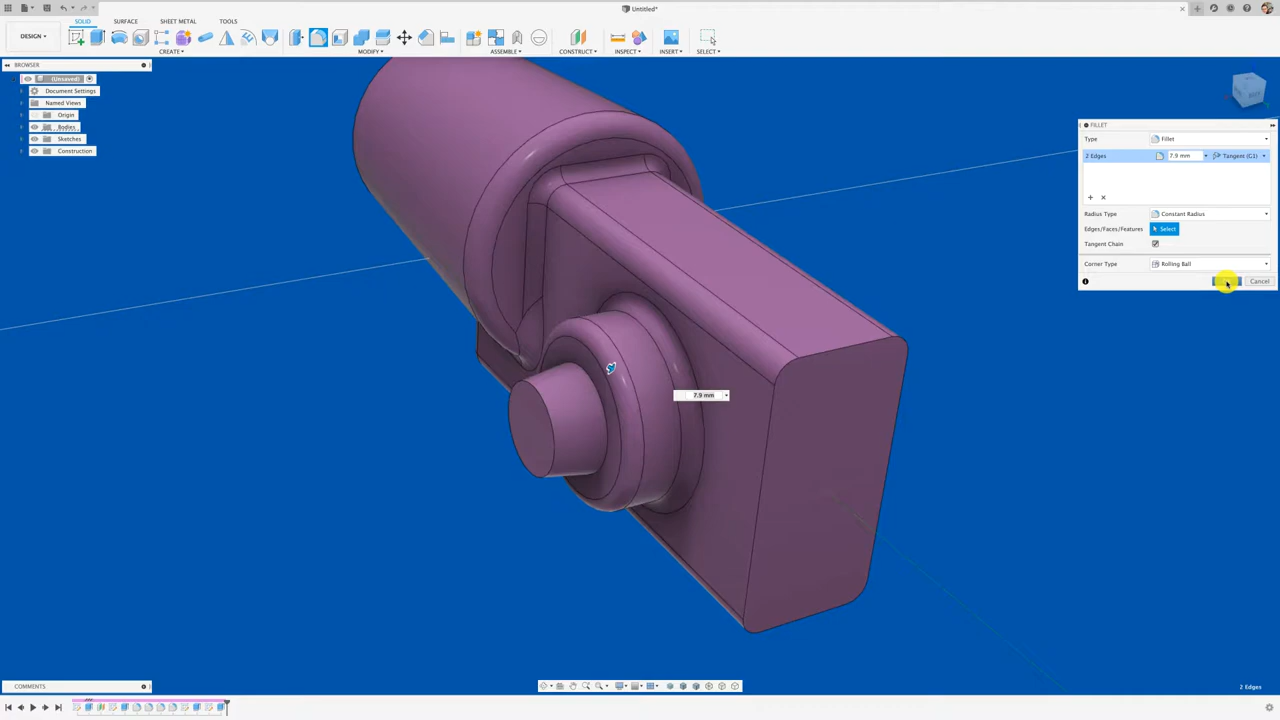 Untitled*
DESIGN
SOLID SURFACE SHEET METAL TOOLS
CREATE MODIFY ASSEMBLE CONSTRUCT INSPECT INSERT SELECT
BROWSER
(Unsaved)
Document Settings
Named Views
Origin
Bodies
Sketches
Construction
FILLET
Type Fillet
2 Edges 7.9 mm Tangent (G1)
Radius Type Constant Radius
Edges/Faces/Features Select
Tangent Chain
Corner Type Rolling Ball
Cancel
7.9 mm
COMMENTS
2 Edges